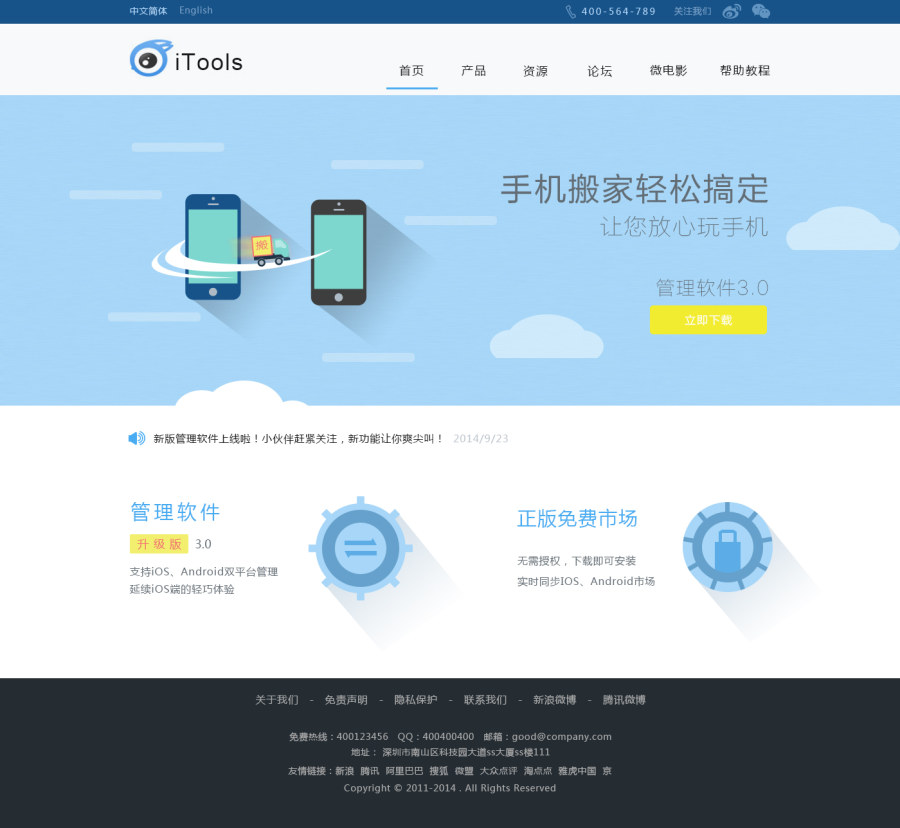 中文简体 English 400-564-789 关注我们
iTools
首页 产品 资源 论坛 微电影 帮助教程
手机搬家轻松搞定
让您放心玩手机
搬
管理软件3.0
立即下载
新版管理软件上线啦！小伙伴赶紧关注，新功能让你爽尖叫！ 2014/9/23
管理软件
升级版 3.0
支持iOS、Android双平台管理
延续iOS端的轻巧体验
正版免费市场
无需授权，下载即可安装
实时同步IOS、Android市场
关于我们 - 免责声明 - 隐私保护 - 联系我们 - 新浪微博 - 腾讯微博
免费热线：400123456 QQ：400400400 邮箱：good@company.com
地址： 深圳市南山区科技园大道ss大厦ss楼111
友情链接：新浪 腾讯 阿里巴巴 搜狐 微盟 大众点评 淘点点 雅虎中国 京
Copyright © 2011-2014 . All Rights Reserved